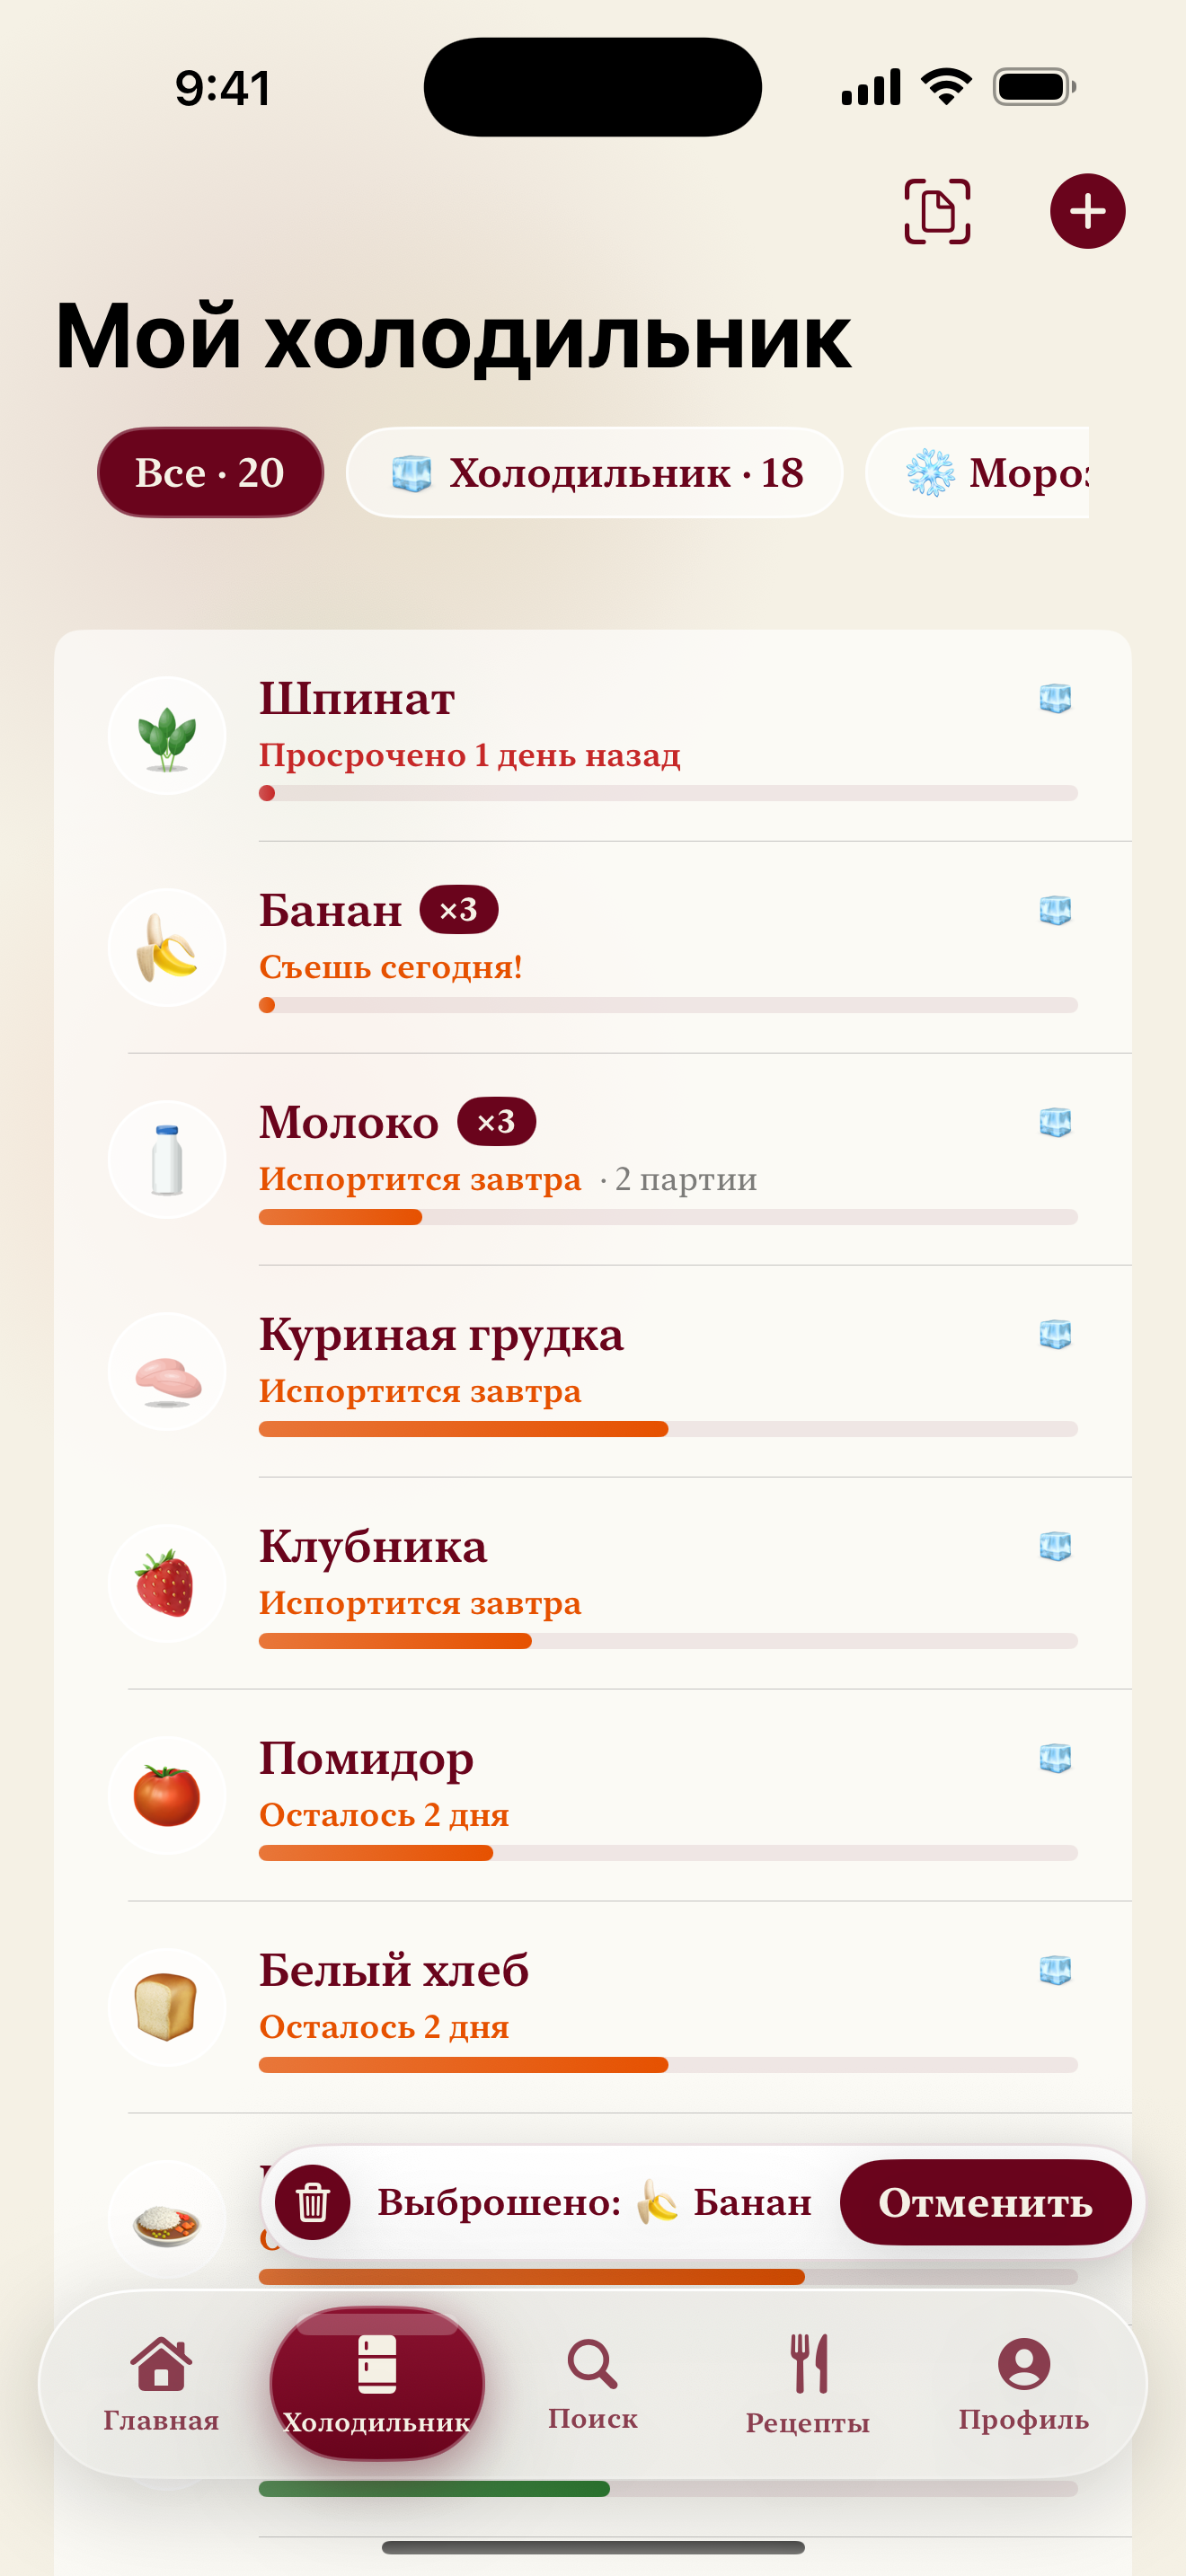 9:41
Мой холодильник
Все · 20
Холодильник · 18
Шпинат
Просрочено 1 день назад
Банан ×3
Съешь сегодня!
Молоко ×3
Испортится завтра · 2 партии
Куриная грудка
Испортится завтра
Клубника
Испортится завтра
Помидор
Осталось 2 дня
Белый хлеб
Осталось 2 дня
Выброшено: Банан
Отменить
Главная
Холодильник
Поиск
Рецепты
Профиль